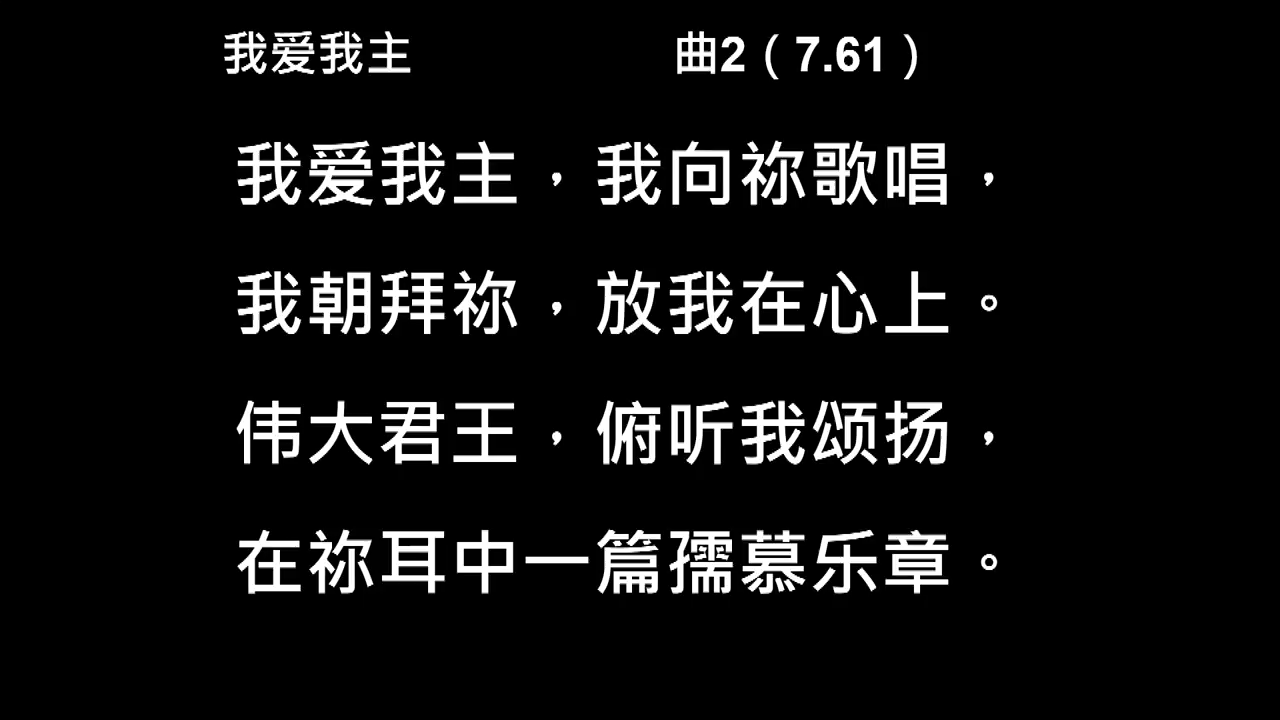 我爱我主 曲2（7.61）
我爱我主，我向祢歌唱，
我朝拜祢，放我在心上。
伟大君王，俯听我颂扬，
在祢耳中一篇孺慕乐章。